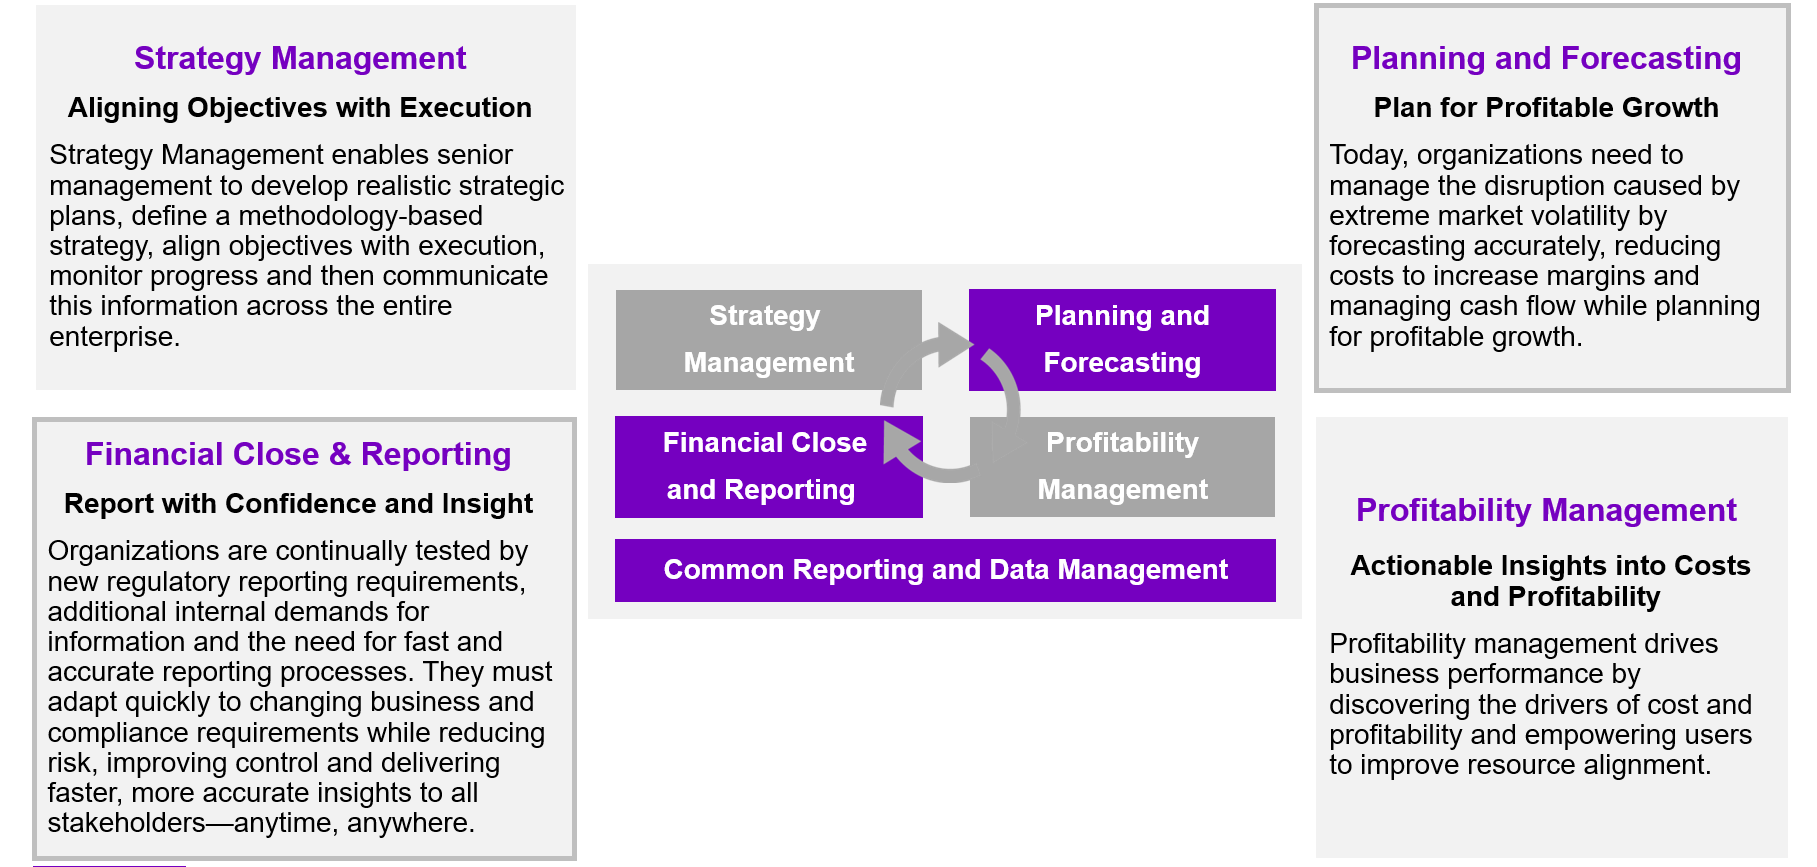 Strategy Management
Aligning Objectives with Execution
Strategy Management enables senior
management to develop realistic strategic
plans, define a methodology-based
strategy, align objectives with execution,
monitor progress and then communicate
this information across the entire
enterprise.
Financial Close & Reporting
Report with Confidence and Insight
Organizations are continually tested by
new regulatory reporting requirements,
additional internal demands for
information and the need for fast and
accurate reporting processes. They must
adapt quickly to changing business and
compliance requirements while reducing
risk, improving control and delivering
faster, more accurate insights to all
stakeholders—anytime, anywhere.
Strategy
Management
Planning and
Forecasting
Financial Close
and Reporting
Profitability
Management
Common Reporting and Data Management
Planning and Forecasting
Plan for Profitable Growth
Today, organizations need to
manage the disruption caused by
extreme market volatility by
forecasting accurately, reducing
costs to increase margins and
managing cash flow while planning
for profitable growth.
Profitability Management
Actionable Insights into Costs
and Profitability
Profitability management drives
business performance by
discovering the drivers of cost and
profitability and empowering users
to improve resource alignment.